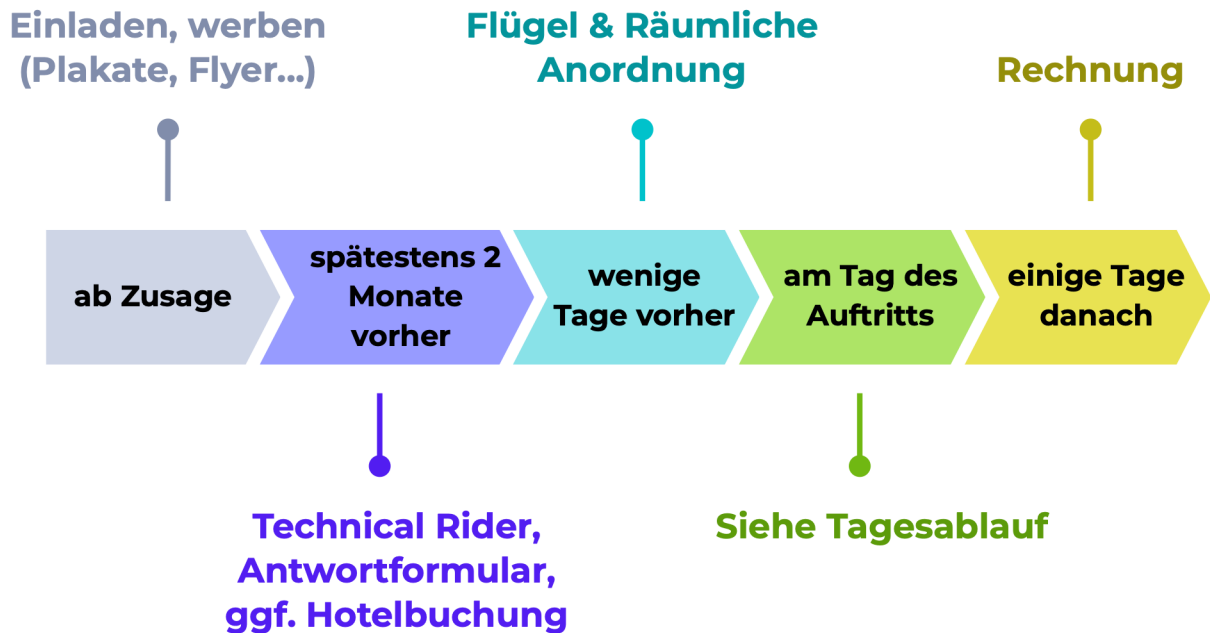 Einladen, werben
(Plakate, Flyer...)
Flügel & Räumliche
Anordnung
Rechnung
ab Zusage
spätestens 2
Monate
vorher
wenige
Tage vorher
am Tag des
Auftritts
einige Tage
danach
Technical Rider,
Antwortformular,
ggf. Hotelbuchung
Siehe Tagesablauf